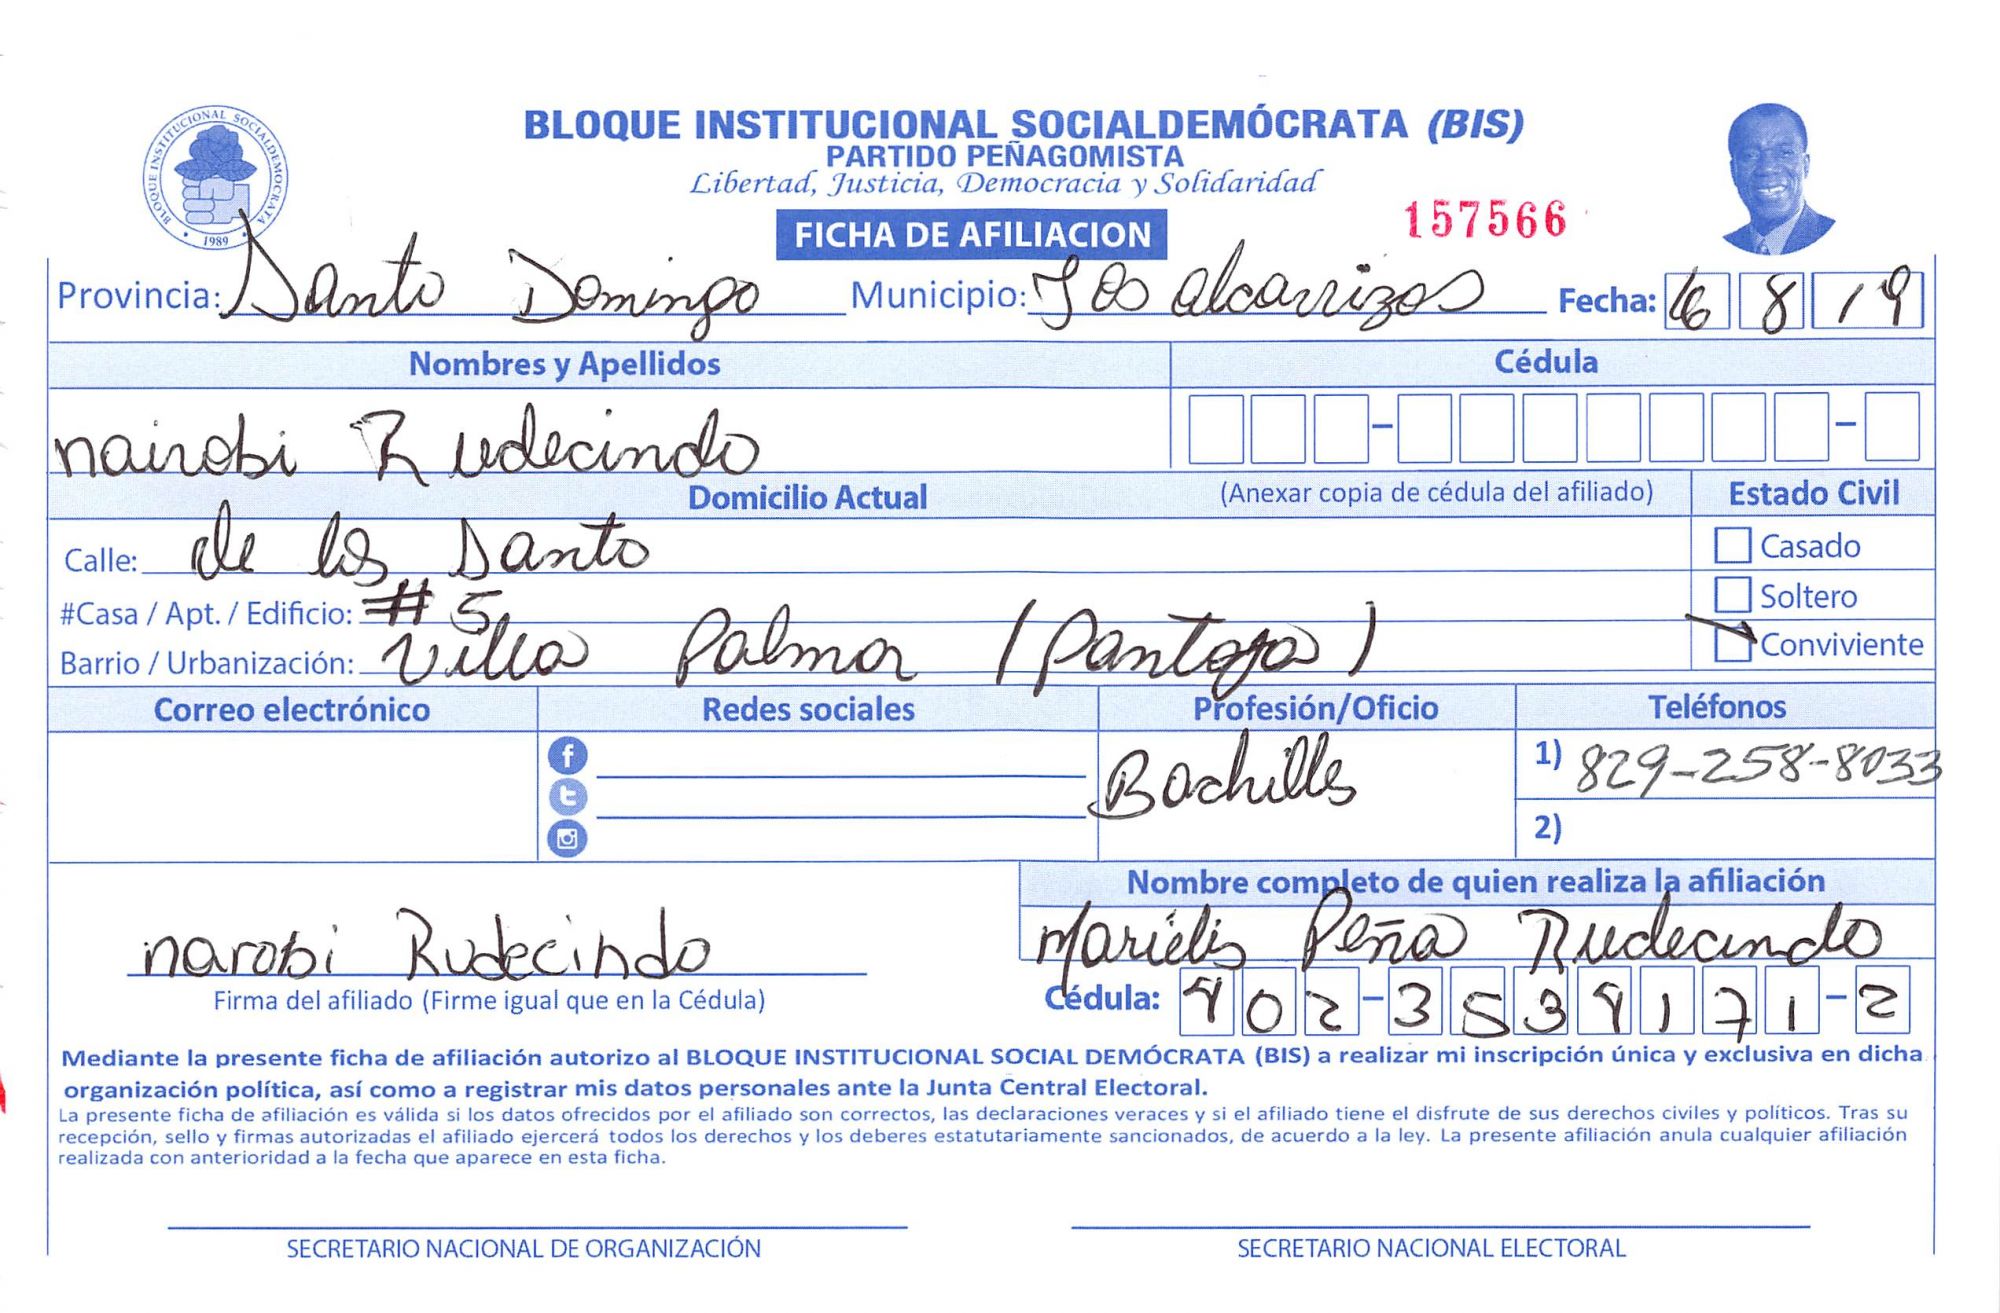 BLOQUE INSTITUCIONAL SOCIALDEMÓCRATA (BIS)
PARTIDO PEÑAGOMISTA
Libertad, Justicia, Democracia y Solidaridad
BLOQUE INSTITUCIONAL SOCIALDEMOCRATA
1989
FICHA DE AFILIACION
157566
Provincia: Santo Domingo Municipio: Los alcarrizos Fecha: 16 8 19
Nombres y Apellidos Cédula
nairobi Rudecindo
Domicilio Actual (Anexar copia de cédula del afiliado) Estado Civil
Calle: de los Santo
Casado
#Casa / Apt. / Edificio: # 5
Soltero
Barrio / Urbanización: Villa Palmar (Pantoja)
Conviviente
Correo electrónico Redes sociales Profesión/Oficio Teléfonos
Bachiller 1) 829-258-8033
2)
Nombre completo de quien realiza la afiliación
narobi Rudecindo Marielis Peña Rudecindo
Firma del afiliado (Firme igual que en la Cédula) Cédula: 402-3539171-2
Mediante la presente ficha de afiliación autorizo al BLOQUE INSTITUCIONAL SOCIAL DEMÓCRATA (BIS) a realizar mi inscripción única y exclusiva en dicha
organización política, así como a registrar mis datos personales ante la Junta Central Electoral.
La presente ficha de afiliación es válida si los datos ofrecidos por el afiliado son correctos, las declaraciones veraces y si el afiliado tiene el disfrute de sus derechos civiles y políticos. Tras su
recepción, sello y firmas autorizadas el afiliado ejercerá todos los derechos y los deberes estatutariamente sancionados, de acuerdo a la ley. La presente afiliación anula cualquier afiliación
realizada con anterioridad a la fecha que aparece en esta ficha.
SECRETARIO NACIONAL DE ORGANIZACIÓN SECRETARIO NACIONAL ELECTORAL